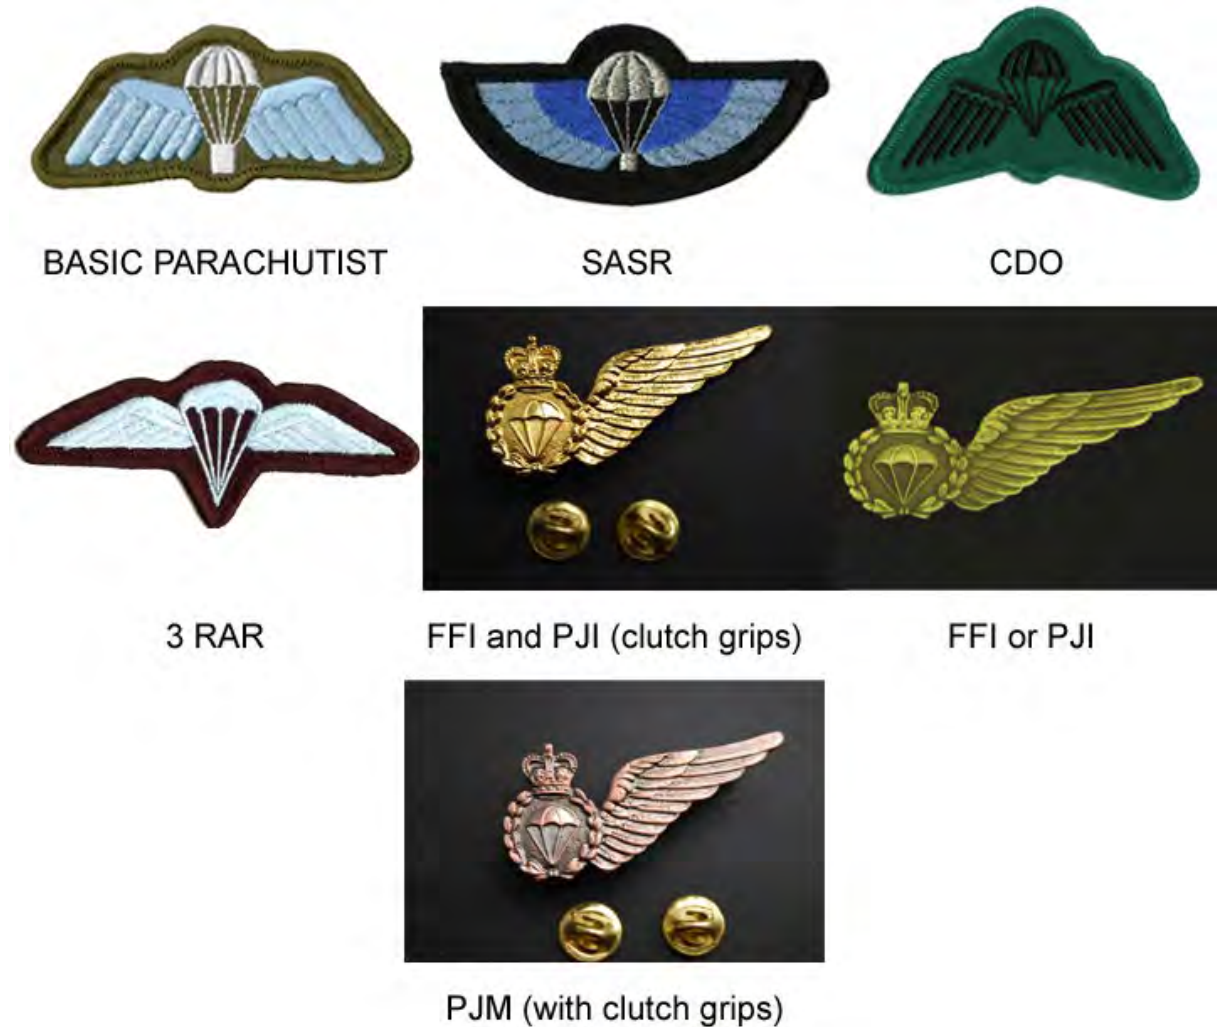 BASIC PARACHUTIST
SASR
CDO
3 RAR
FFI and PJI (clutch grips)
FFI or PJI
PJM (with clutch grips)